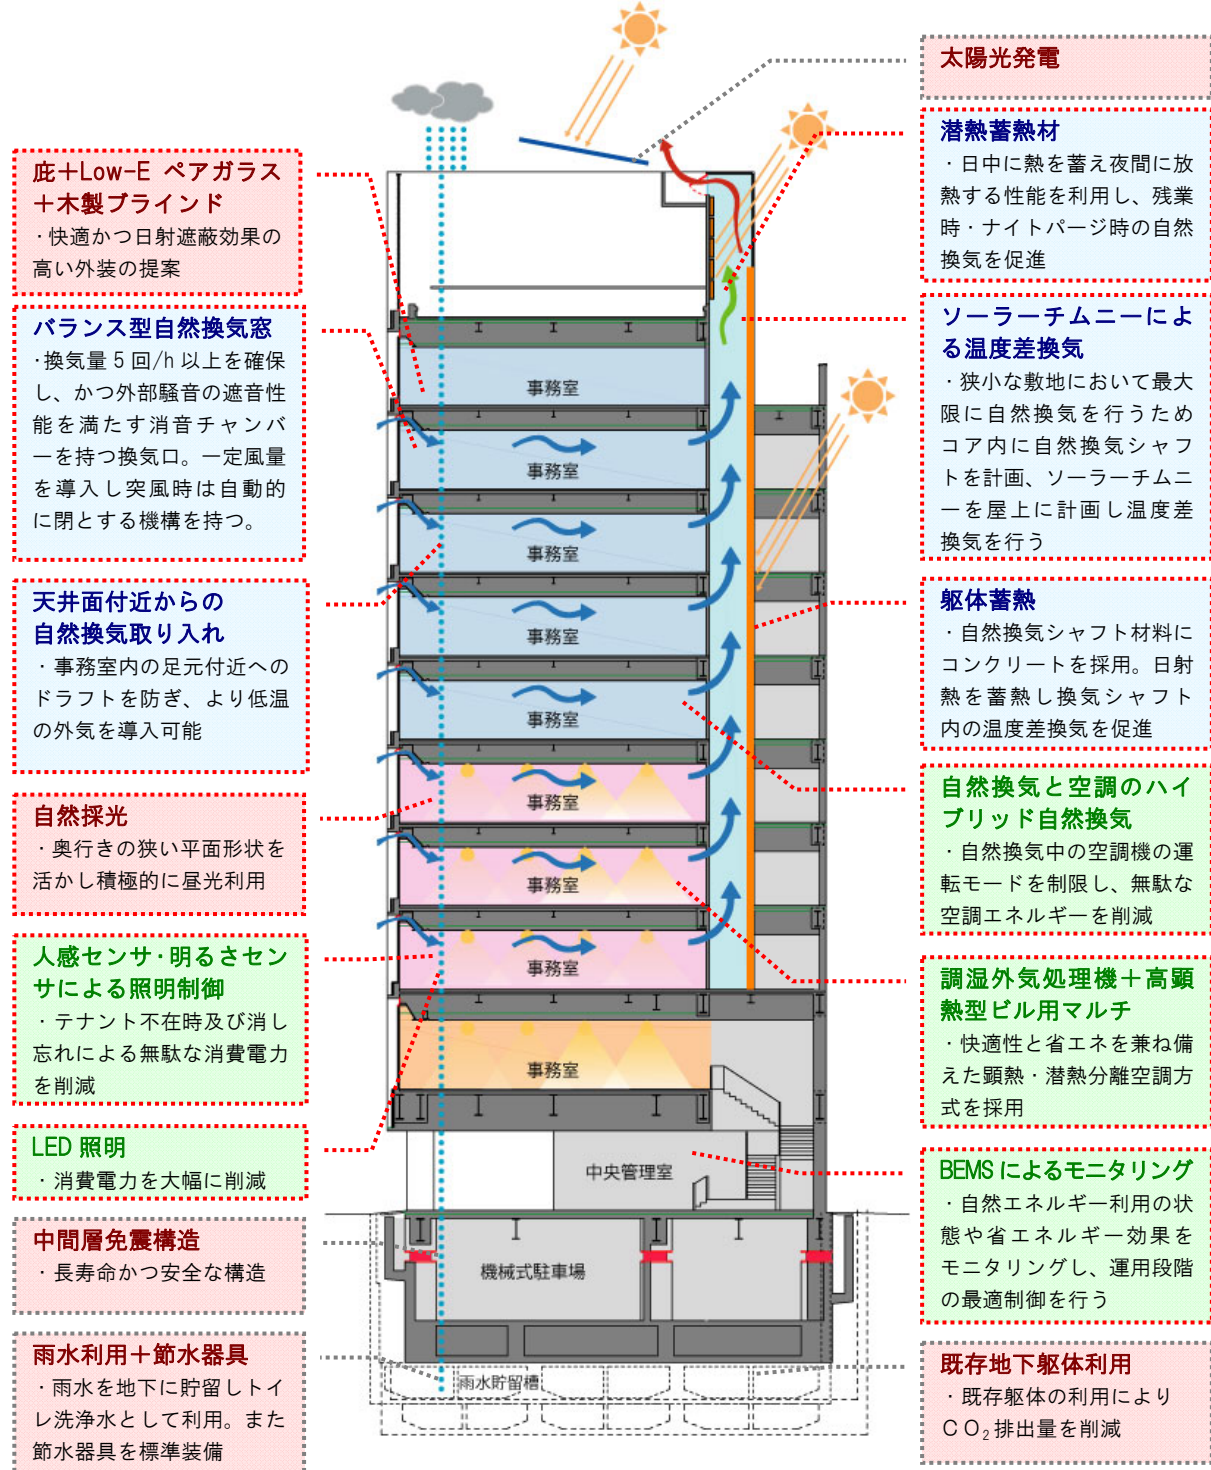 庇＋Low-E ペアガラス
＋木製ブラインド
・快適かつ日射遮蔽効果の
高い外装の提案
バランス型自然換気窓
・換気量５回/h 以上を確保
し、かつ外部騒音の遮音性
能を満たす消音チャンバ
ーを持つ換気口。一定風量
を導入し突風時は自動的
に閉とする機構を持つ。
天井面付近からの
自然換気取り入れ
・事務室内の足元付近への
ドラフトを防ぎ、より低温
の外気を導入可能
自然採光
・奥行きの狭い平面形状を
活かし積極的に昼光利用
人感センサ・明るさセン
サによる照明制御
・テナント不在時及び消し
忘れによる無駄な消費電力
を削減
LED 照明
・消費電力を大幅に削減
中間層免震構造
・長寿命かつ安全な構造
雨水利用＋節水器具
・雨水を地下に貯留しトイ
レ洗浄水として利用。また
節水器具を標準装備
事務室
事務室
事務室
事務室
事務室
事務室
事務室
事務室
事務室
中央管理室
機械式駐車場
雨水貯留槽
太陽光発電
潜熱蓄熱材
・日中に熱を蓄え夜間に放
熱する性能を利用し、残業
時・ナイトパージ時の自然
換気を促進
ソーラーチムニーによ
る温度差換気
・狭小な敷地において最大
限に自然換気を行うため
コア内に自然換気シャフ
トを計画、ソーラーチムニ
ーを屋上に計画し温度差
換気を行う
躯体蓄熱
・自然換気シャフト材料に
コンクリートを採用。日射
熱を蓄熱し換気シャフト
内の温度差換気を促進
自然換気と空調のハイ
ブリッド自然換気
・自然換気中の空調機の運
転モードを制限し、無駄な
空調エネルギーを削減
調湿外気処理機＋高顕
熱型ビル用マルチ
・快適性と省エネを兼ね備
えた顕熱・潜熱分離空調方
式を採用
BEMS によるモニタリング
・自然エネルギー利用の状
態や省エネルギー効果を
モニタリングし、運用段階
の最適制御を行う
既存地下躯体利用
・既存躯体の利用により
ＣＯ₂排出量を削減